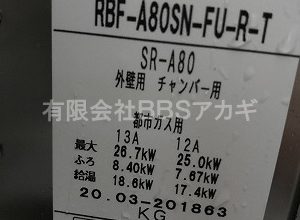 RBF-A80SN-FU-R-T
SR-A80
外壁用 チャンバー用
有限会社RBSアカギ
都市ガス用
13A 12A
最大 26.7kW 25.0kW
ふろ 8.40kW 7.67kW
給湯 18.6kW 17.4kW
20.03-201863
KG